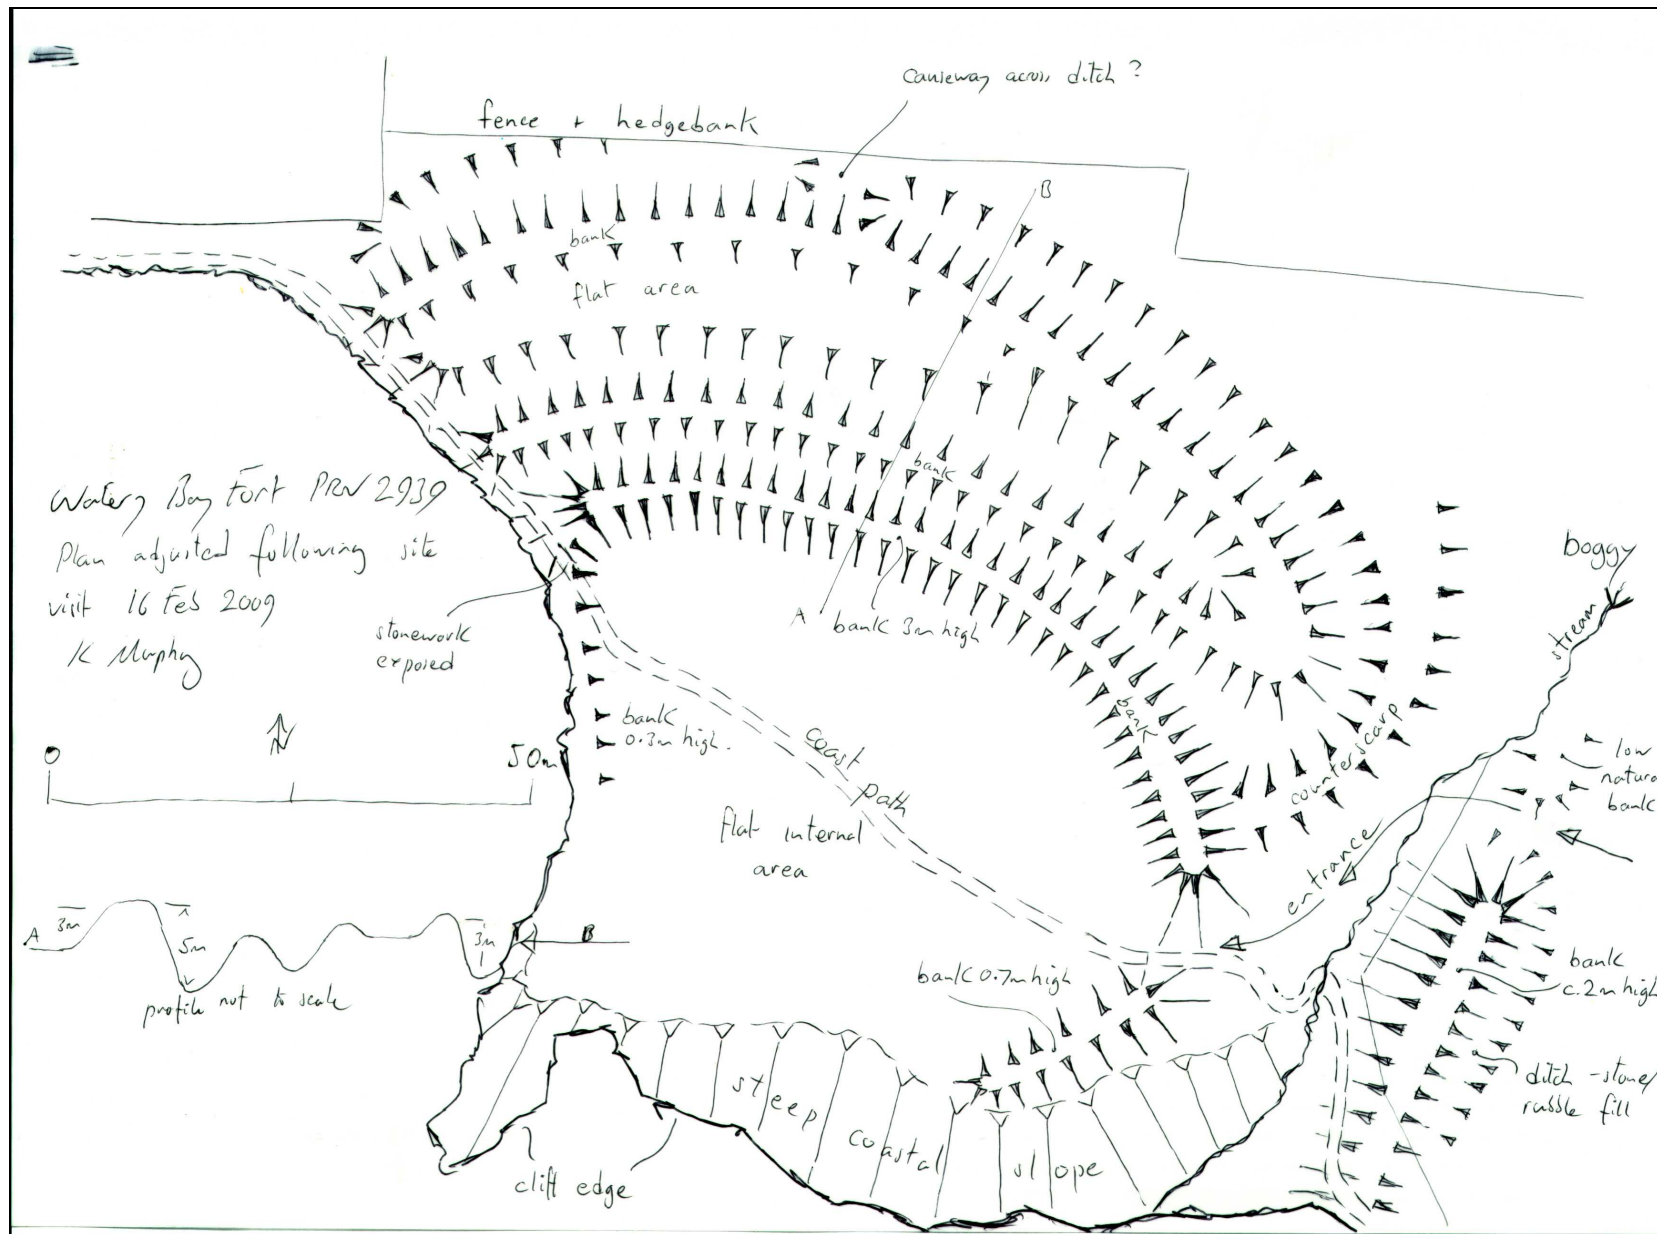 causeway across ditch ?
fence + hedgebank
B
bank
flat area
bank
Watery Bay Fort PRN 2939
Plan adjusted following site
visit 16 Feb 2009
K Murphy
boggy
stream
A
bank 3m high
stonework
exposed
bank
bank
0.3m high.
N
0
50m
coast
path
counterscarp
low
natura
bank
flat internal
area
entrance
A
3m
5m
3m
B
profile not to scale
bank 0.7m high
bank
c.2m high
ditch - stone/
rubble fill
steep
coastal
slope
cliff edge